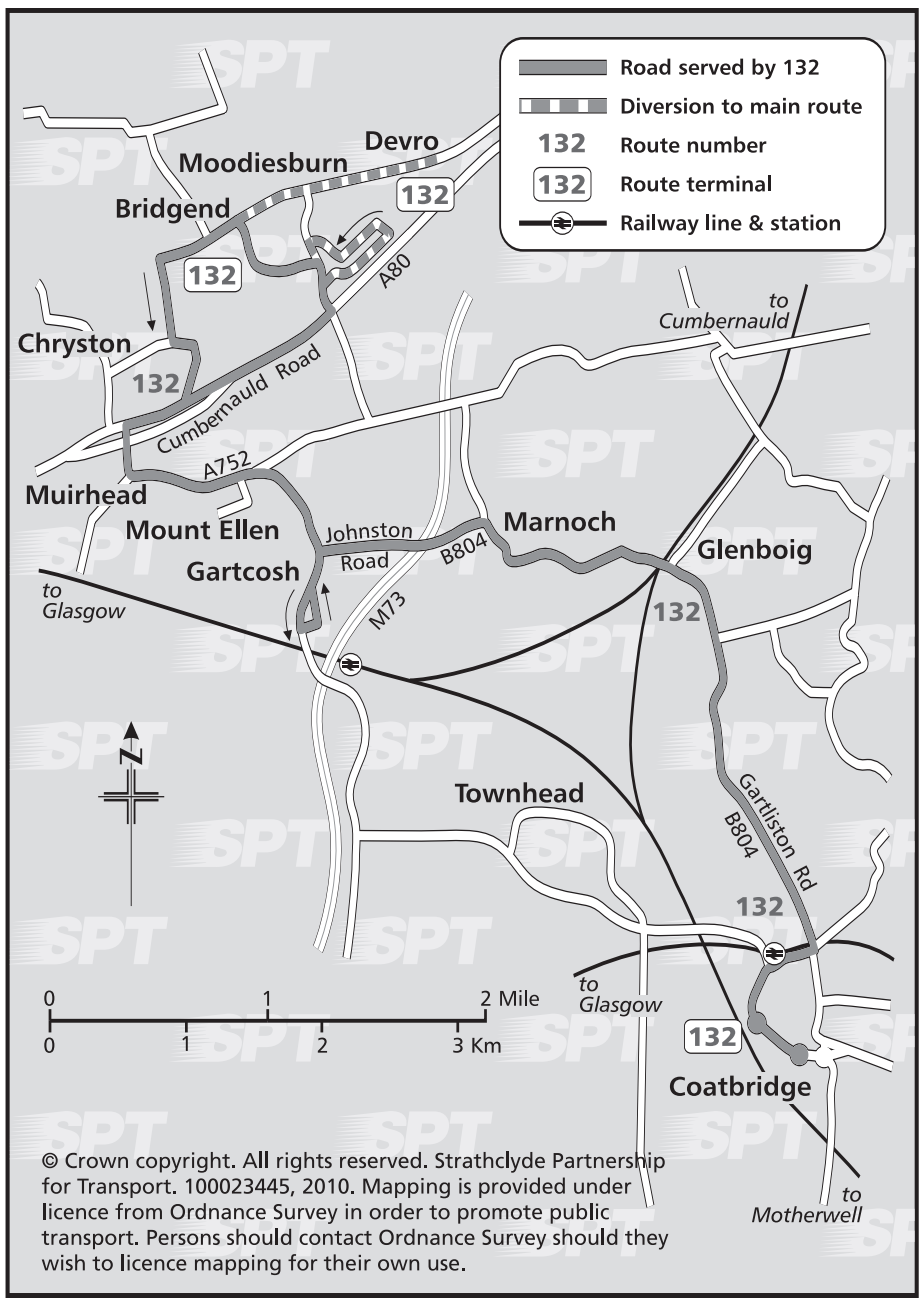 Road served by 132
Diversion to main route
132 Route number
132 Route terminal
Railway line & station
Devro
Moodiesburn
132
Bridgend
132
A80
to
Cumbernauld
Chryston
132
Cumbernauld Road
A752
Muirhead
Mount Ellen
Johnston
Road
Marnoch
B804
Glenboig
Gartcosh
to
Glasgow
M73
132
N
Townhead
Gartliston Rd
B804
132
to
Glasgow
0 1 2 Mile
0 1 2 3 Km
132
Coatbridge
to
Motherwell
© Crown copyright. All rights reserved. Strathclyde Partnership
for Transport. 100023445, 2010. Mapping is provided under
licence from Ordnance Survey in order to promote public
transport. Persons should contact Ordnance Survey should they
wish to licence mapping for their own use.
SPT